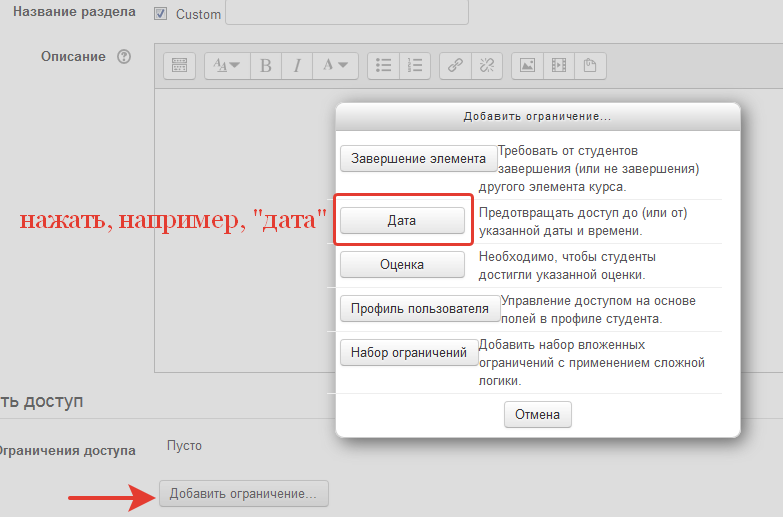 Название раздела Custom
Описание
Добавить ограничение...
Завершение элемента Требовать от студентов
завершения (или не завершения)
другого элемента курса.
нажать, например, "дата"
Дата Предотвращать доступ до (или от)
указанной даты и времени.
Оценка Необходимо, чтобы студенты
достигли указанной оценки.
Профиль пользователя Управление доступом на основе
полей в профиле студента.
Набор ограничений Добавить набор вложенных
ограничений с применением сложной
логики.
Отмена
ть доступ
Ограничения доступа Пусто
Добавить ограничение...